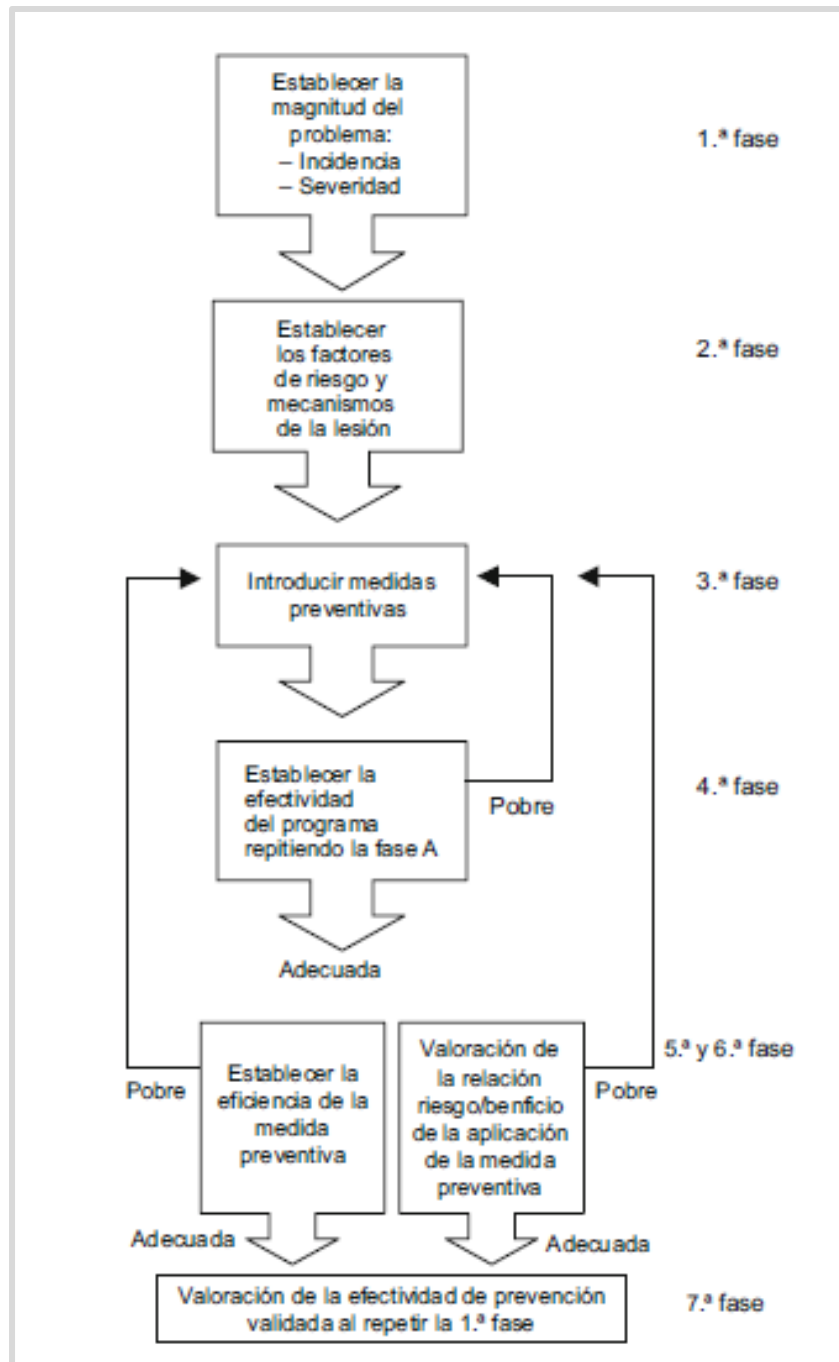 Establecer la
magnitud del
problema:
– Incidencia
– Severidad
1.ª fase
Establecer
los factores
de riesgo y
mecanismos
de la lesión
2.ª fase
Introducir medidas
preventivas
3.ª fase
Establecer la
efectividad
del programa
repitiendo la fase A
Pobre
4.ª fase
Adecuada
5.ª y 6.ª fase
Pobre
Establecer la
eficiencia de la
medida
preventiva
Valoración de
la relación
riesgo/benficio
de la aplicación
de la medida
preventiva
Pobre
Adecuada
Adecuada
Valoración de la efectividad de prevención
validada al repetir la 1.ª fase
7.ª fase